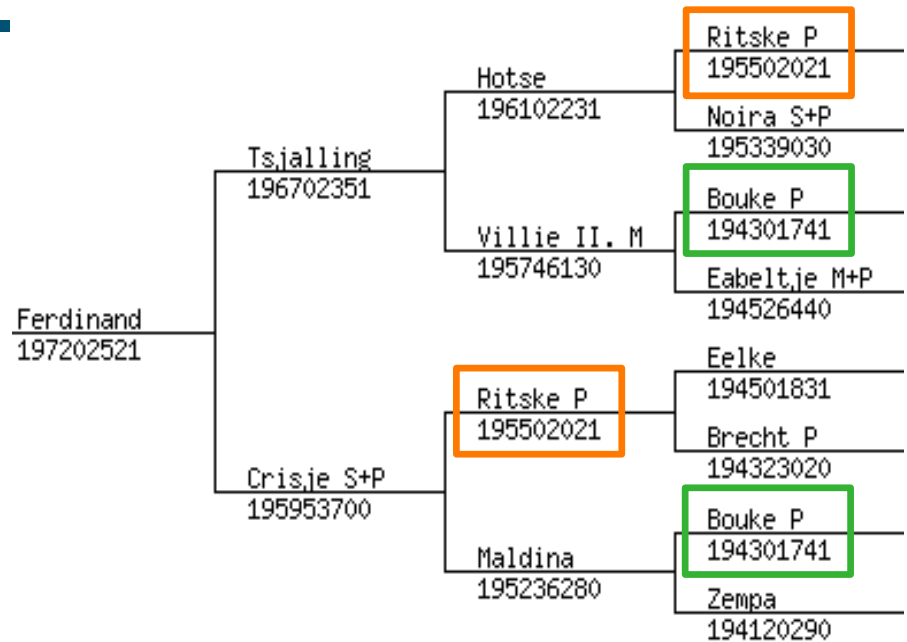 Ritske P
195502021
Hotse
196102231
Noira S+P
195339030
Tsjalling
196702351
Bouke P
194301741
Villie II. M
195746130
Eabeltje M+P
194526440
Ferdinand
197202521
Eelke
194501831
Ritske P
195502021
Brecht P
194323020
Crisje S+P
195953700
Bouke P
194301741
Maldina
195236280
Zempa
194120290